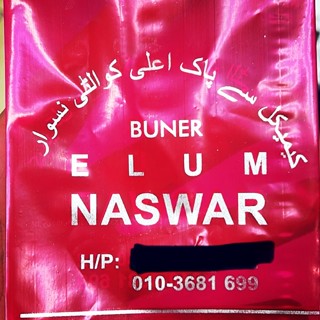 کیمیکل سے پاک اعلی کوالٹی نسوار
BUNER
ELUM
NASWAR
H/P:
010-3681 699